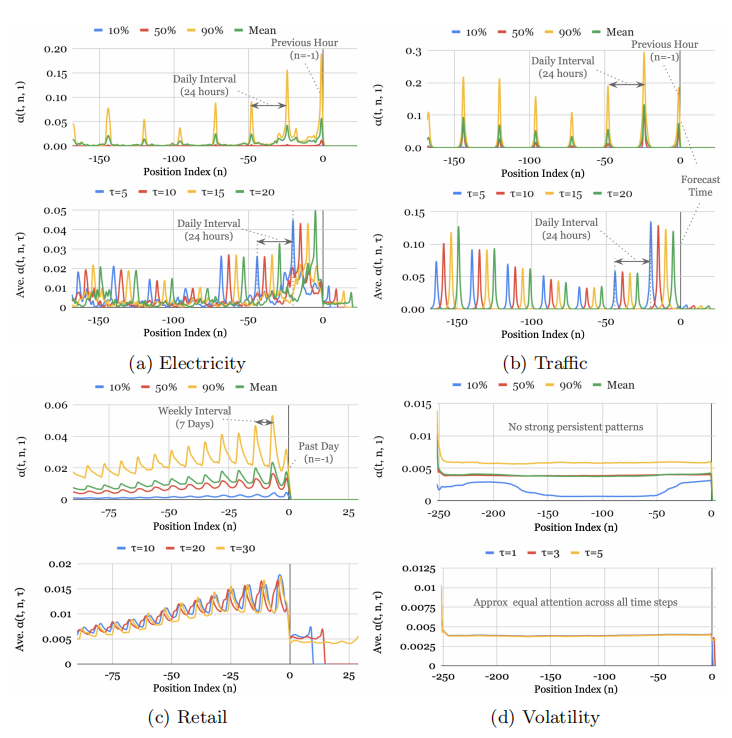 10% 50% 90% Mean
α(t, n, 1)
0.20
0.15
0.10
0.05
0.00
Previous Hour
(n=-1)
Daily Interval
(24 hours)
-150 -100 -50 0
Position Index (n)
τ=5 τ=10 τ=15 τ=20
Ave. α(t, n, τ)
0.05
0.04
0.03
0.02
0.01
0
Daily Interval
(24 hours)
-150 -100 -50 0
Position Index (n)
(a) Electricity
10% 50% 90% Mean
α(t, n, 1)
0.3
0.2
0.1
0.0
Previous Hour
(n=-1)
Daily Interval
(24 hours)
-150 -100 -50 0
Position Index (n)
Forecast
Time
τ=5 τ=10 τ=15 τ=20
Ave. α(t, n, τ)
0.15
0.10
0.05
0.00
Daily Interval
(24 hours)
-150 -100 -50 0
Position Index (n)
(b) Traffic
10% 50% 90% Mean
α(t, n, 1)
0.06
0.04
0.02
0
Weekly Interval
(7 Days)
Past Day
(n=-1)
-75 -50 -25 0 25
Position Index (n)
τ=10 τ=20 τ=30
Ave. α(t, n, τ)
0.02
0.015
0.01
0.005
0
-75 -50 -25 0 25
Position Index (n)
(c) Retail
10% 50% 90% Mean
α(t, n, 1)
0.015
0.01
0.005
0
No strong persistent patterns
-250 -200 -150 -100 -50 0
Position Index (n)
τ=1 τ=3 τ=5
Ave. α(t, n, τ)
0.0125
0.01
0.0075
0.005
0.0025
0
Approx equal attention across all time steps
-250 -200 -150 -100 -50 0
Position Index (n)
(d) Volatility